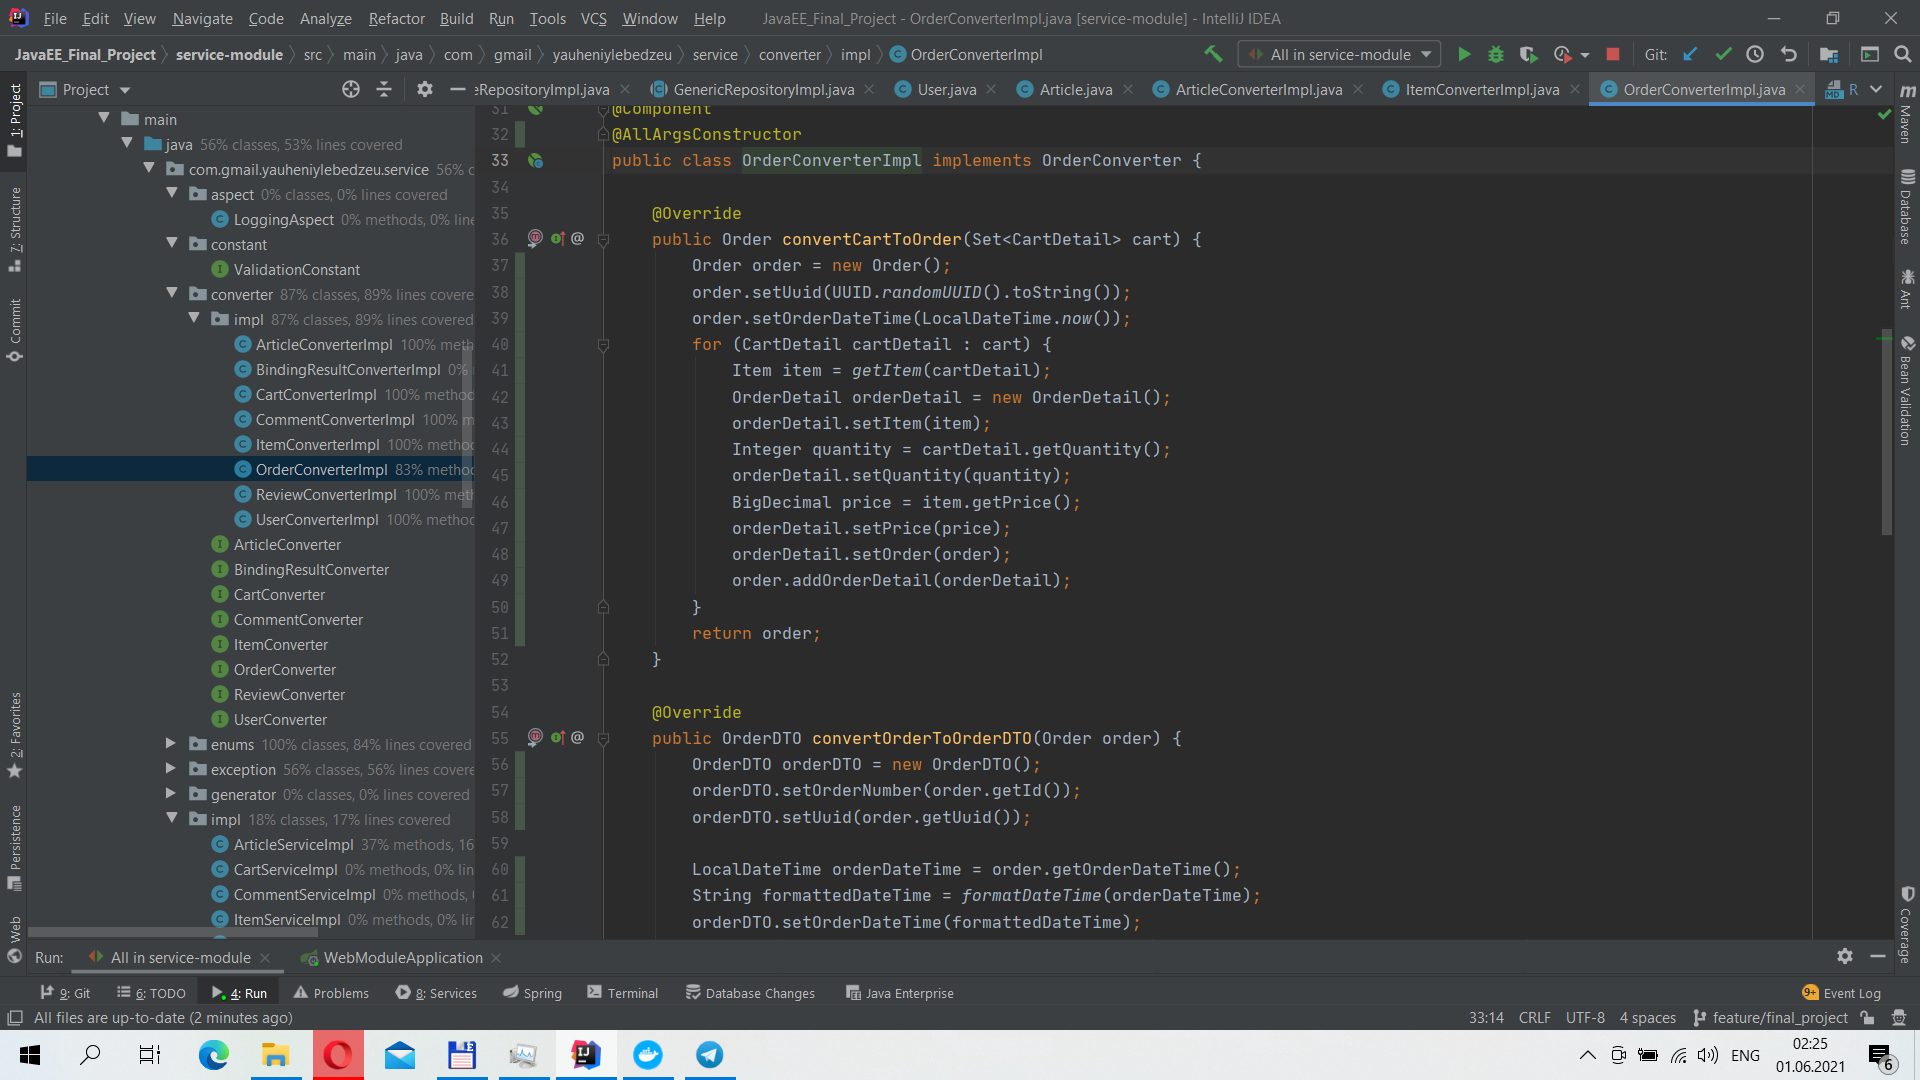 File Edit View Navigate Code Analyze Refactor Build Run Tools VCS Window Help JavaEE_Final_Project - OrderConverterImpl.java [service-module] - IntelliJ IDEA
JavaEE_Final_Project service-module src main java com gmail yauheniylebedzeu service converter impl OrderConverterImpl All in service-module Git:
Project eRepositoryImpl.java GenericRepositoryImpl.java User.java Article.java ArticleConverterImpl.java ItemConverterImpl.java OrderConverterImpl.java R
1: Project
7: Structure
Commit
2: Favorites
Persistence
Web
main
java 56% classes, 53% lines covered
com.gmail.yauheniylebedzeu.service 56% c
aspect 0% classes, 0% lines covered
LoggingAspect 0% methods, 0% line
constant
ValidationConstant
converter 87% classes, 89% lines covere
impl 87% classes, 89% lines covered
ArticleConverterImpl 100% meth
BindingResultConverterImpl 0%
CartConverterImpl 100% method
CommentConverterImpl 100% m
ItemConverterImpl 100% method
OrderConverterImpl 83% method
ReviewConverterImpl 100% meth
UserConverterImpl 100% method
ArticleConverter
BindingResultConverter
CartConverter
CommentConverter
ItemConverter
OrderConverter
ReviewConverter
UserConverter
enums 100% classes, 84% lines covered
exception 56% classes, 56% lines covere
generator 0% classes, 0% lines covered
impl 18% classes, 17% lines covered
ArticleServiceImpl 37% methods, 16
CartServiceImpl 0% methods, 0% lin
CommentServiceImpl 0% methods,
ItemServiceImpl 0% methods, 0% lir
31 @Component
32 @AllArgsConstructor
33 public class OrderConverterImpl implements OrderConverter {
34
35 @Override
36 public Order convertCartToOrder(Set<CartDetail> cart) {
37 Order order = new Order();
38 order.setUuid(UUID.randomUUID().toString());
39 order.setOrderDateTime(LocalDateTime.now());
40 for (CartDetail cartDetail : cart) {
41 Item item = getItem(cartDetail);
42 OrderDetail orderDetail = new OrderDetail();
43 orderDetail.setItem(item);
44 Integer quantity = cartDetail.getQuantity();
45 orderDetail.setQuantity(quantity);
46 BigDecimal price = item.getPrice();
47 orderDetail.setPrice(price);
48 orderDetail.setOrder(order);
49 order.addOrderDetail(orderDetail);
50 }
51 return order;
52 }
53
54 @Override
55 public OrderDTO convertOrderToOrderDTO(Order order) {
56 OrderDTO orderDTO = new OrderDTO();
57 orderDTO.setOrderNumber(order.getId());
58 orderDTO.setUuid(order.getUuid());
59
60 LocalDateTime orderDateTime = order.getOrderDateTime();
61 String formattedDateTime = formatDateTime(orderDateTime);
62 orderDTO.setOrderDateTime(formattedDateTime);
m Maven
Database
Ant
Bean Validation
Coverage
Run: All in service-module WebModuleApplication
9: Git 6: TODO 4: Run Problems 8: Services Spring Terminal Database Changes Java Enterprise 9+ Event Log
All files are up-to-date (2 minutes ago) 33:14 CRLF UTF-8 4 spaces feature/final_project
ENG 02:25
01.06.2021
6